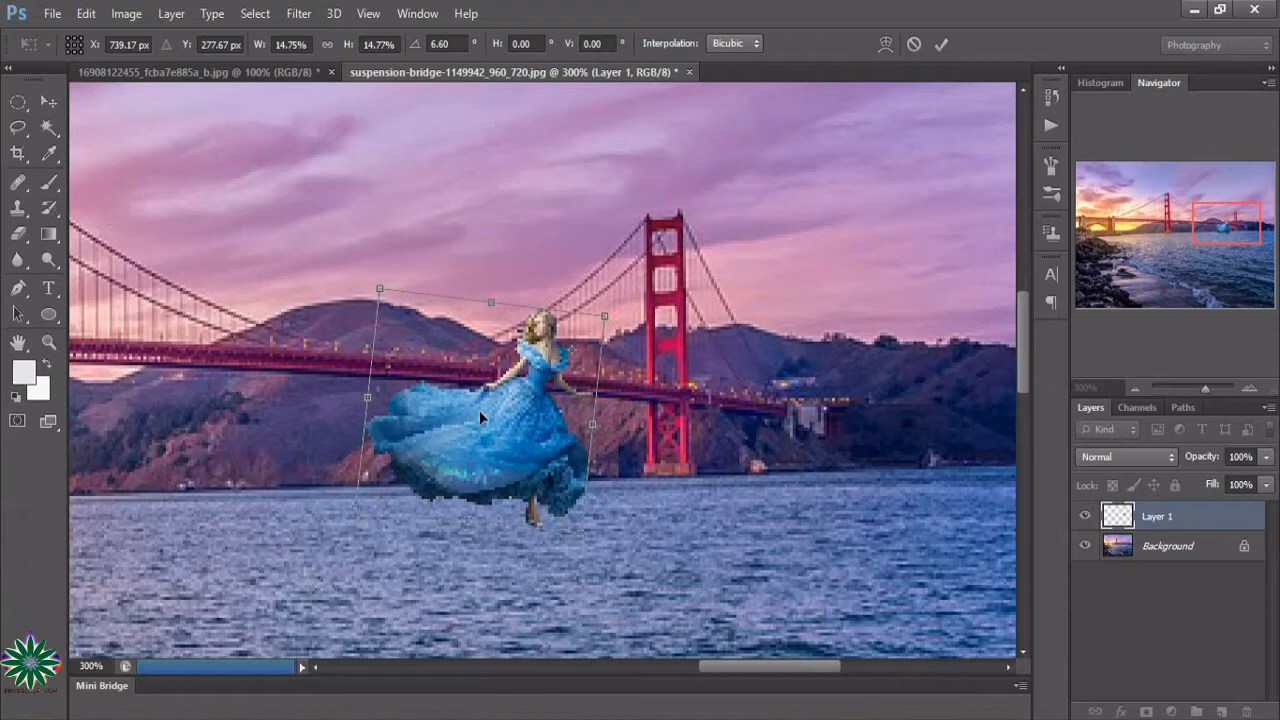 Ps File Edit Image Layer Type Select Filter 3D View Window Help
X: 739.17 px Y: 277.67 px W: 14.75% H: 14.77% 6.60 ° H: 0.00 ° V: 0.00 ° Interpolation: Bicubic Photography
16908122455_fcba7e885a_b.jpg @ 100% (RGB/8) * × suspension-bridge-1149942_960_720.jpg @ 300% (Layer 1, RGB/8) * ×
Histogram Navigator
300%
Layers Channels Paths
Kind
Normal Opacity: 100%
Lock: Fill: 100%
Layer 1
Background
300%
Mini Bridge